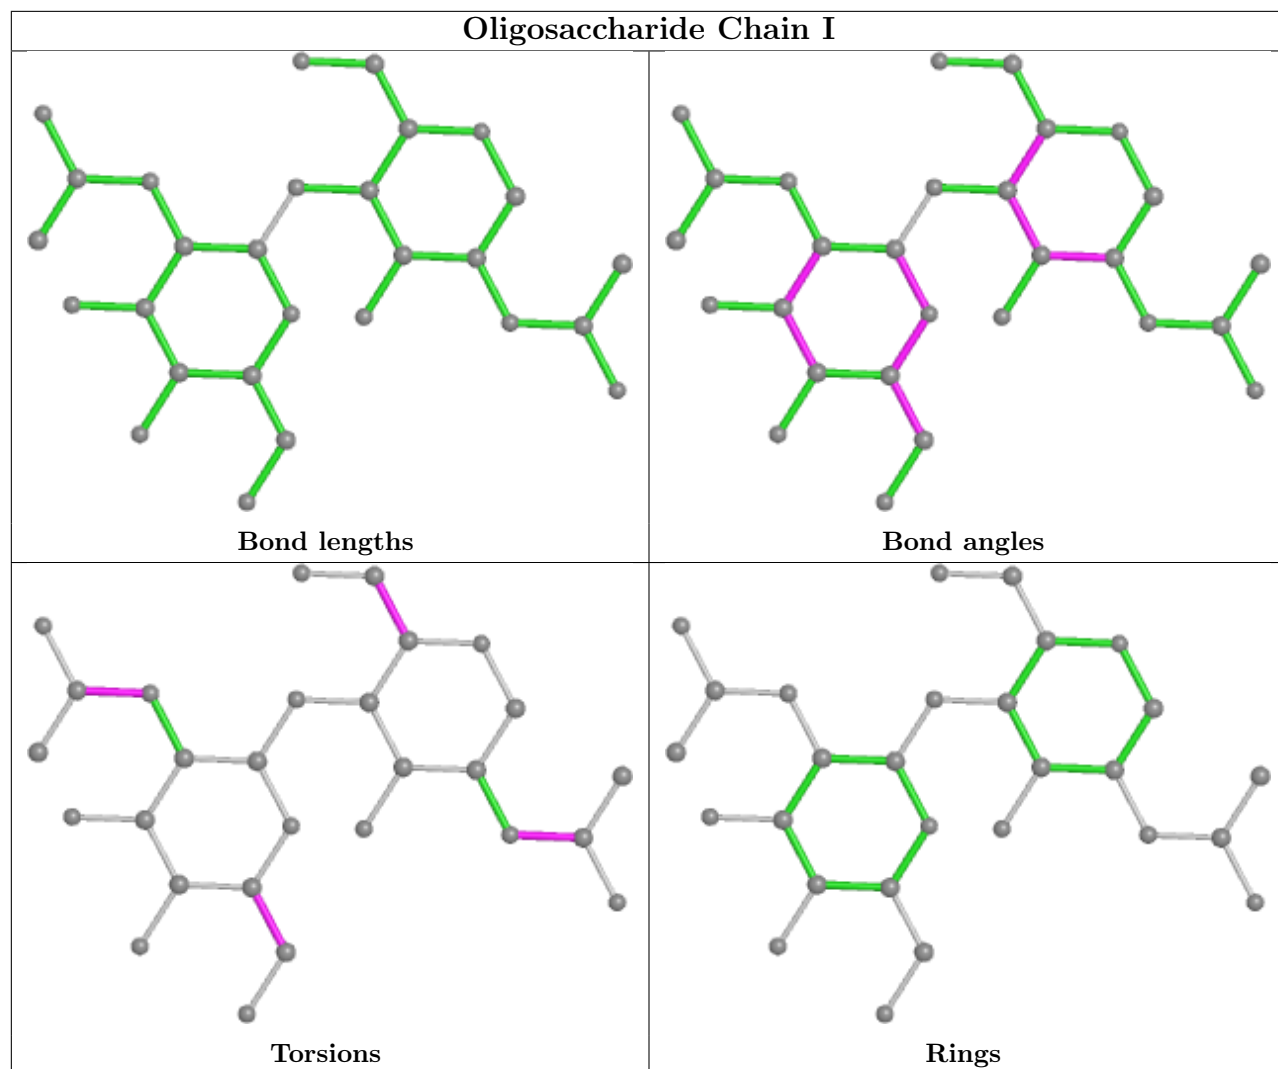 Oligosaccharide Chain I
Bond lengths
Bond angles
Torsions
Rings